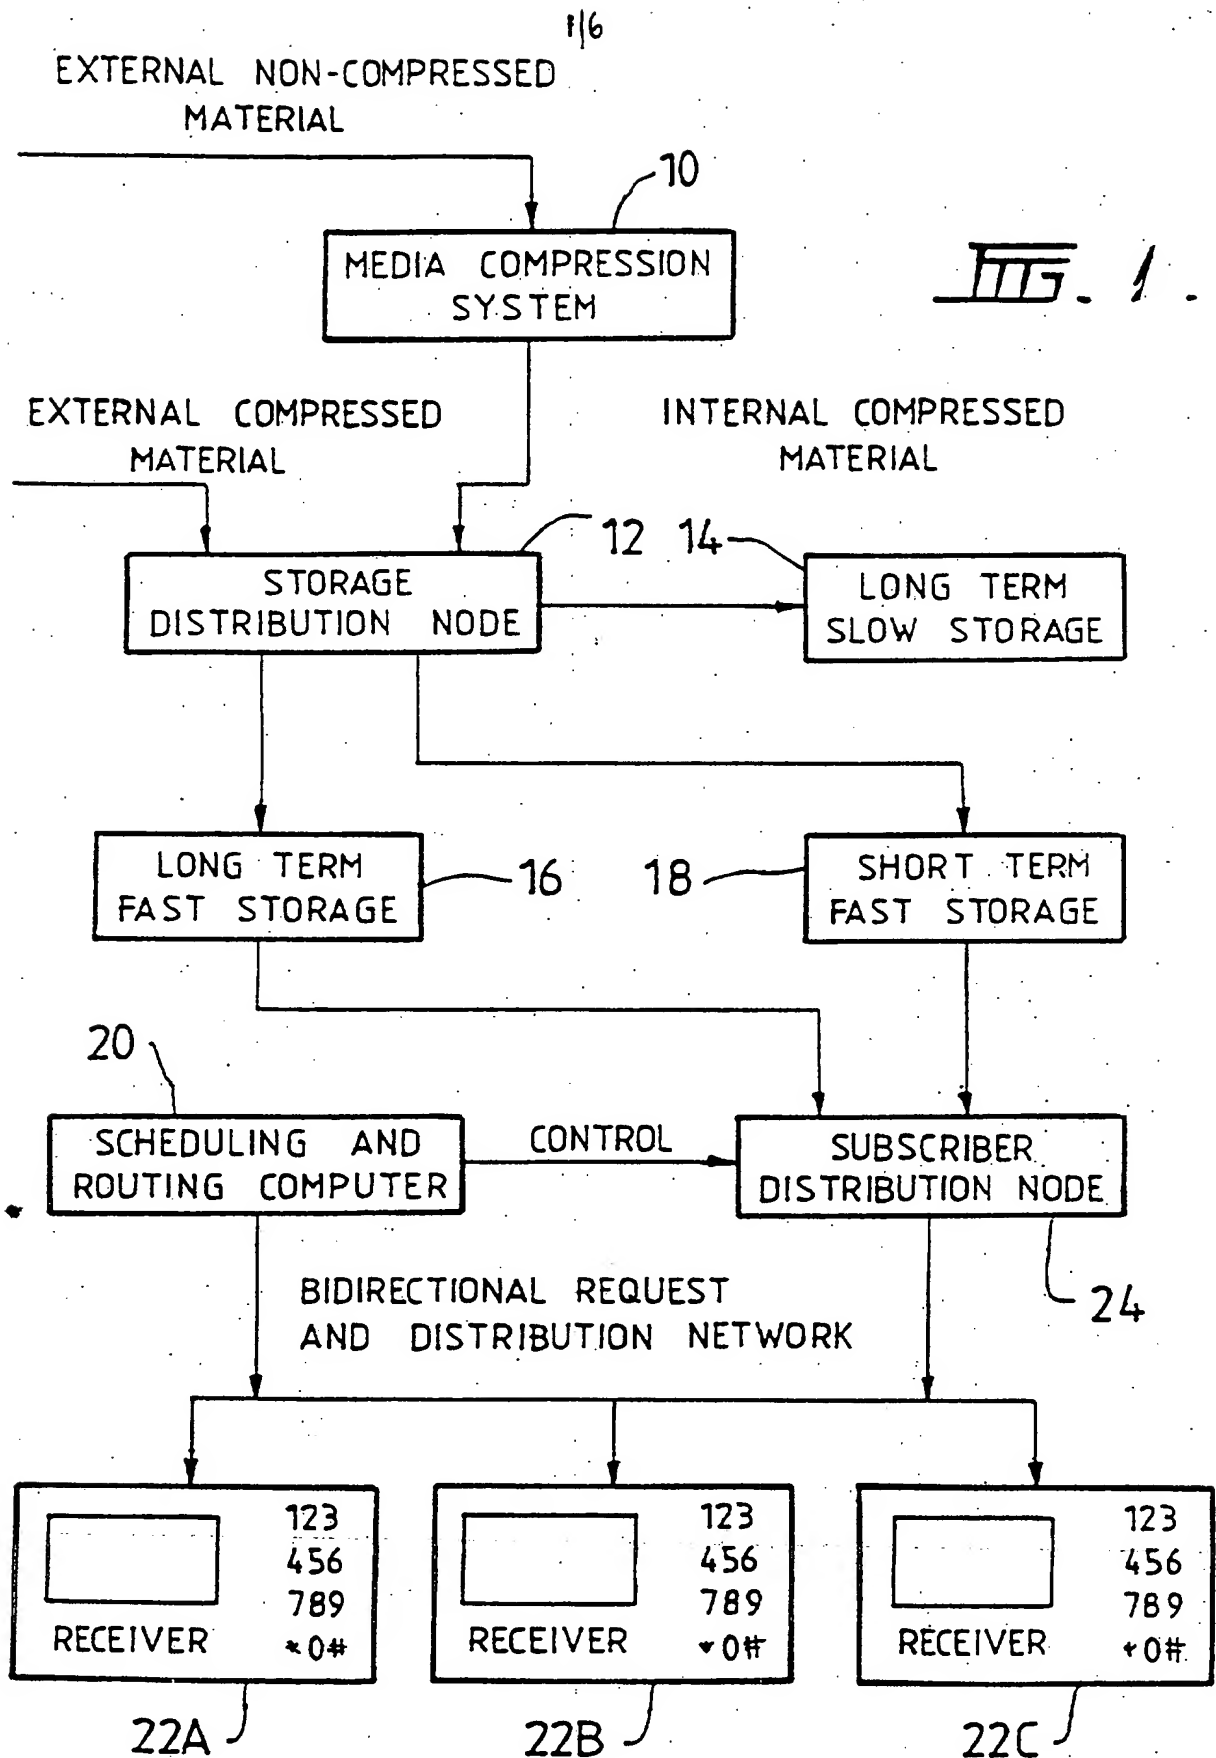 1/6
EXTERNAL NON-COMPRESSED
MATERIAL
10
MEDIA COMPRESSION
SYSTEM
FIG. 1.
EXTERNAL COMPRESSED
MATERIAL
INTERNAL COMPRESSED
MATERIAL
12
14
STORAGE
DISTRIBUTION NODE
LONG TERM
SLOW STORAGE
LONG TERM
FAST STORAGE
16
18
SHORT TERM
FAST STORAGE
20
SCHEDULING AND
ROUTING COMPUTER
CONTROL
SUBSCRIBER
DISTRIBUTION NODE
24
BIDIRECTIONAL REQUEST
AND DISTRIBUTION NETWORK
123
456
789
RECEIVER
*0#
22A
123
456
789
RECEIVER
*0#
22B
123
456
789
RECEIVER
*0#
22C